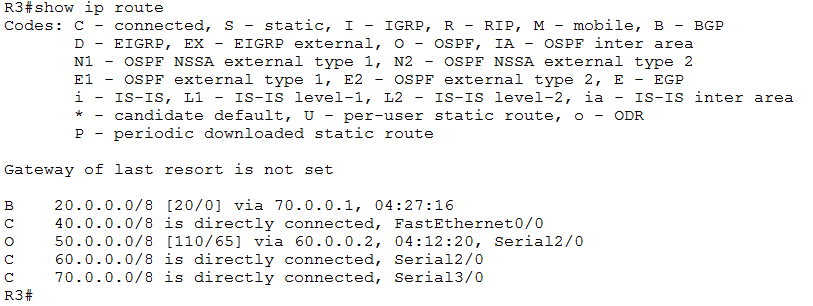 R3#show ip route
Codes: C - connected, S - static, I - IGRP, R - RIP, M - mobile, B - BGP
       D - EIGRP, EX - EIGRP external, O - OSPF, IA - OSPF inter area
       N1 - OSPF NSSA external type 1, N2 - OSPF NSSA external type 2
       E1 - OSPF external type 1, E2 - OSPF external type 2, E - EGP
       i - IS-IS, L1 - IS-IS level-1, L2 - IS-IS level-2, ia - IS-IS inter area
       * - candidate default, U - per-user static route, o - ODR
       P - periodic downloaded static route

Gateway of last resort is not set

B    20.0.0.0/8 [20/0] via 70.0.0.1, 04:27:16
C    40.0.0.0/8 is directly connected, FastEthernet0/0
O    50.0.0.0/8 [110/65] via 60.0.0.2, 04:12:20, Serial2/0
C    60.0.0.0/8 is directly connected, Serial2/0
C    70.0.0.0/8 is directly connected, Serial3/0
R3#